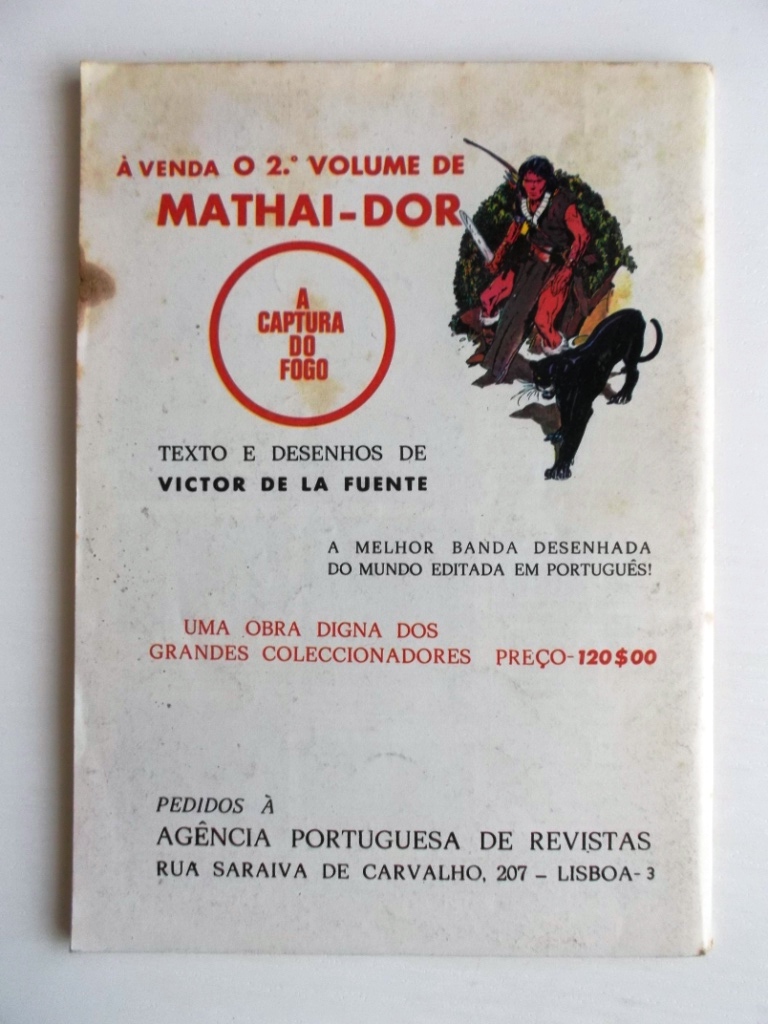 À VENDA O 2.º VOLUME DE
MATHAI-DOR
A
CAPTURA
DO
FOGO
TEXTO E DESENHOS DE
VICTOR DE LA FUENTE
A MELHOR BANDA DESENHADA
DO MUNDO EDITADA EM PORTUGUÊS!
UMA OBRA DIGNA DOS
GRANDES COLECCIONADORES PREÇO-120$00
PEDIDOS À
AGÊNCIA PORTUGUESA DE REVISTAS
RUA SARAIVA DE CARVALHO, 207 – LISBOA-3